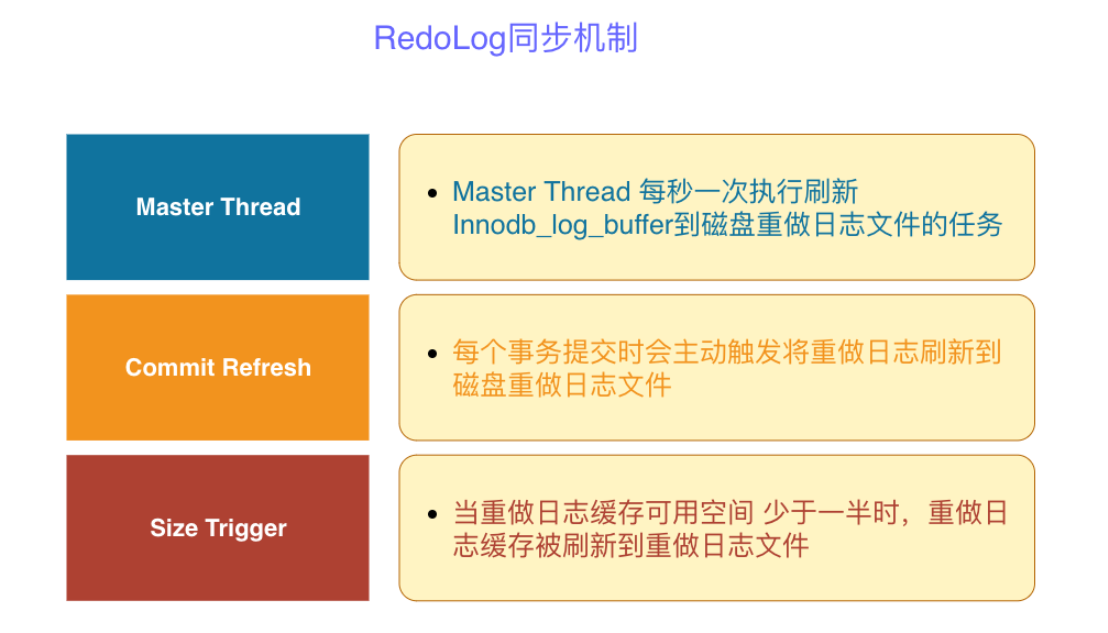 RedoLog同步机制
Master Thread
Master Thread 每秒一次执行刷新
Innodb_log_buffer到磁盘重做日志文件的任务
Commit Refresh
每个事务提交时会主动触发将重做日志刷新到
磁盘重做日志文件
Size Trigger
当重做日志缓存可用空间 少于一半时，重做日
志缓存被刷新到重做日志文件